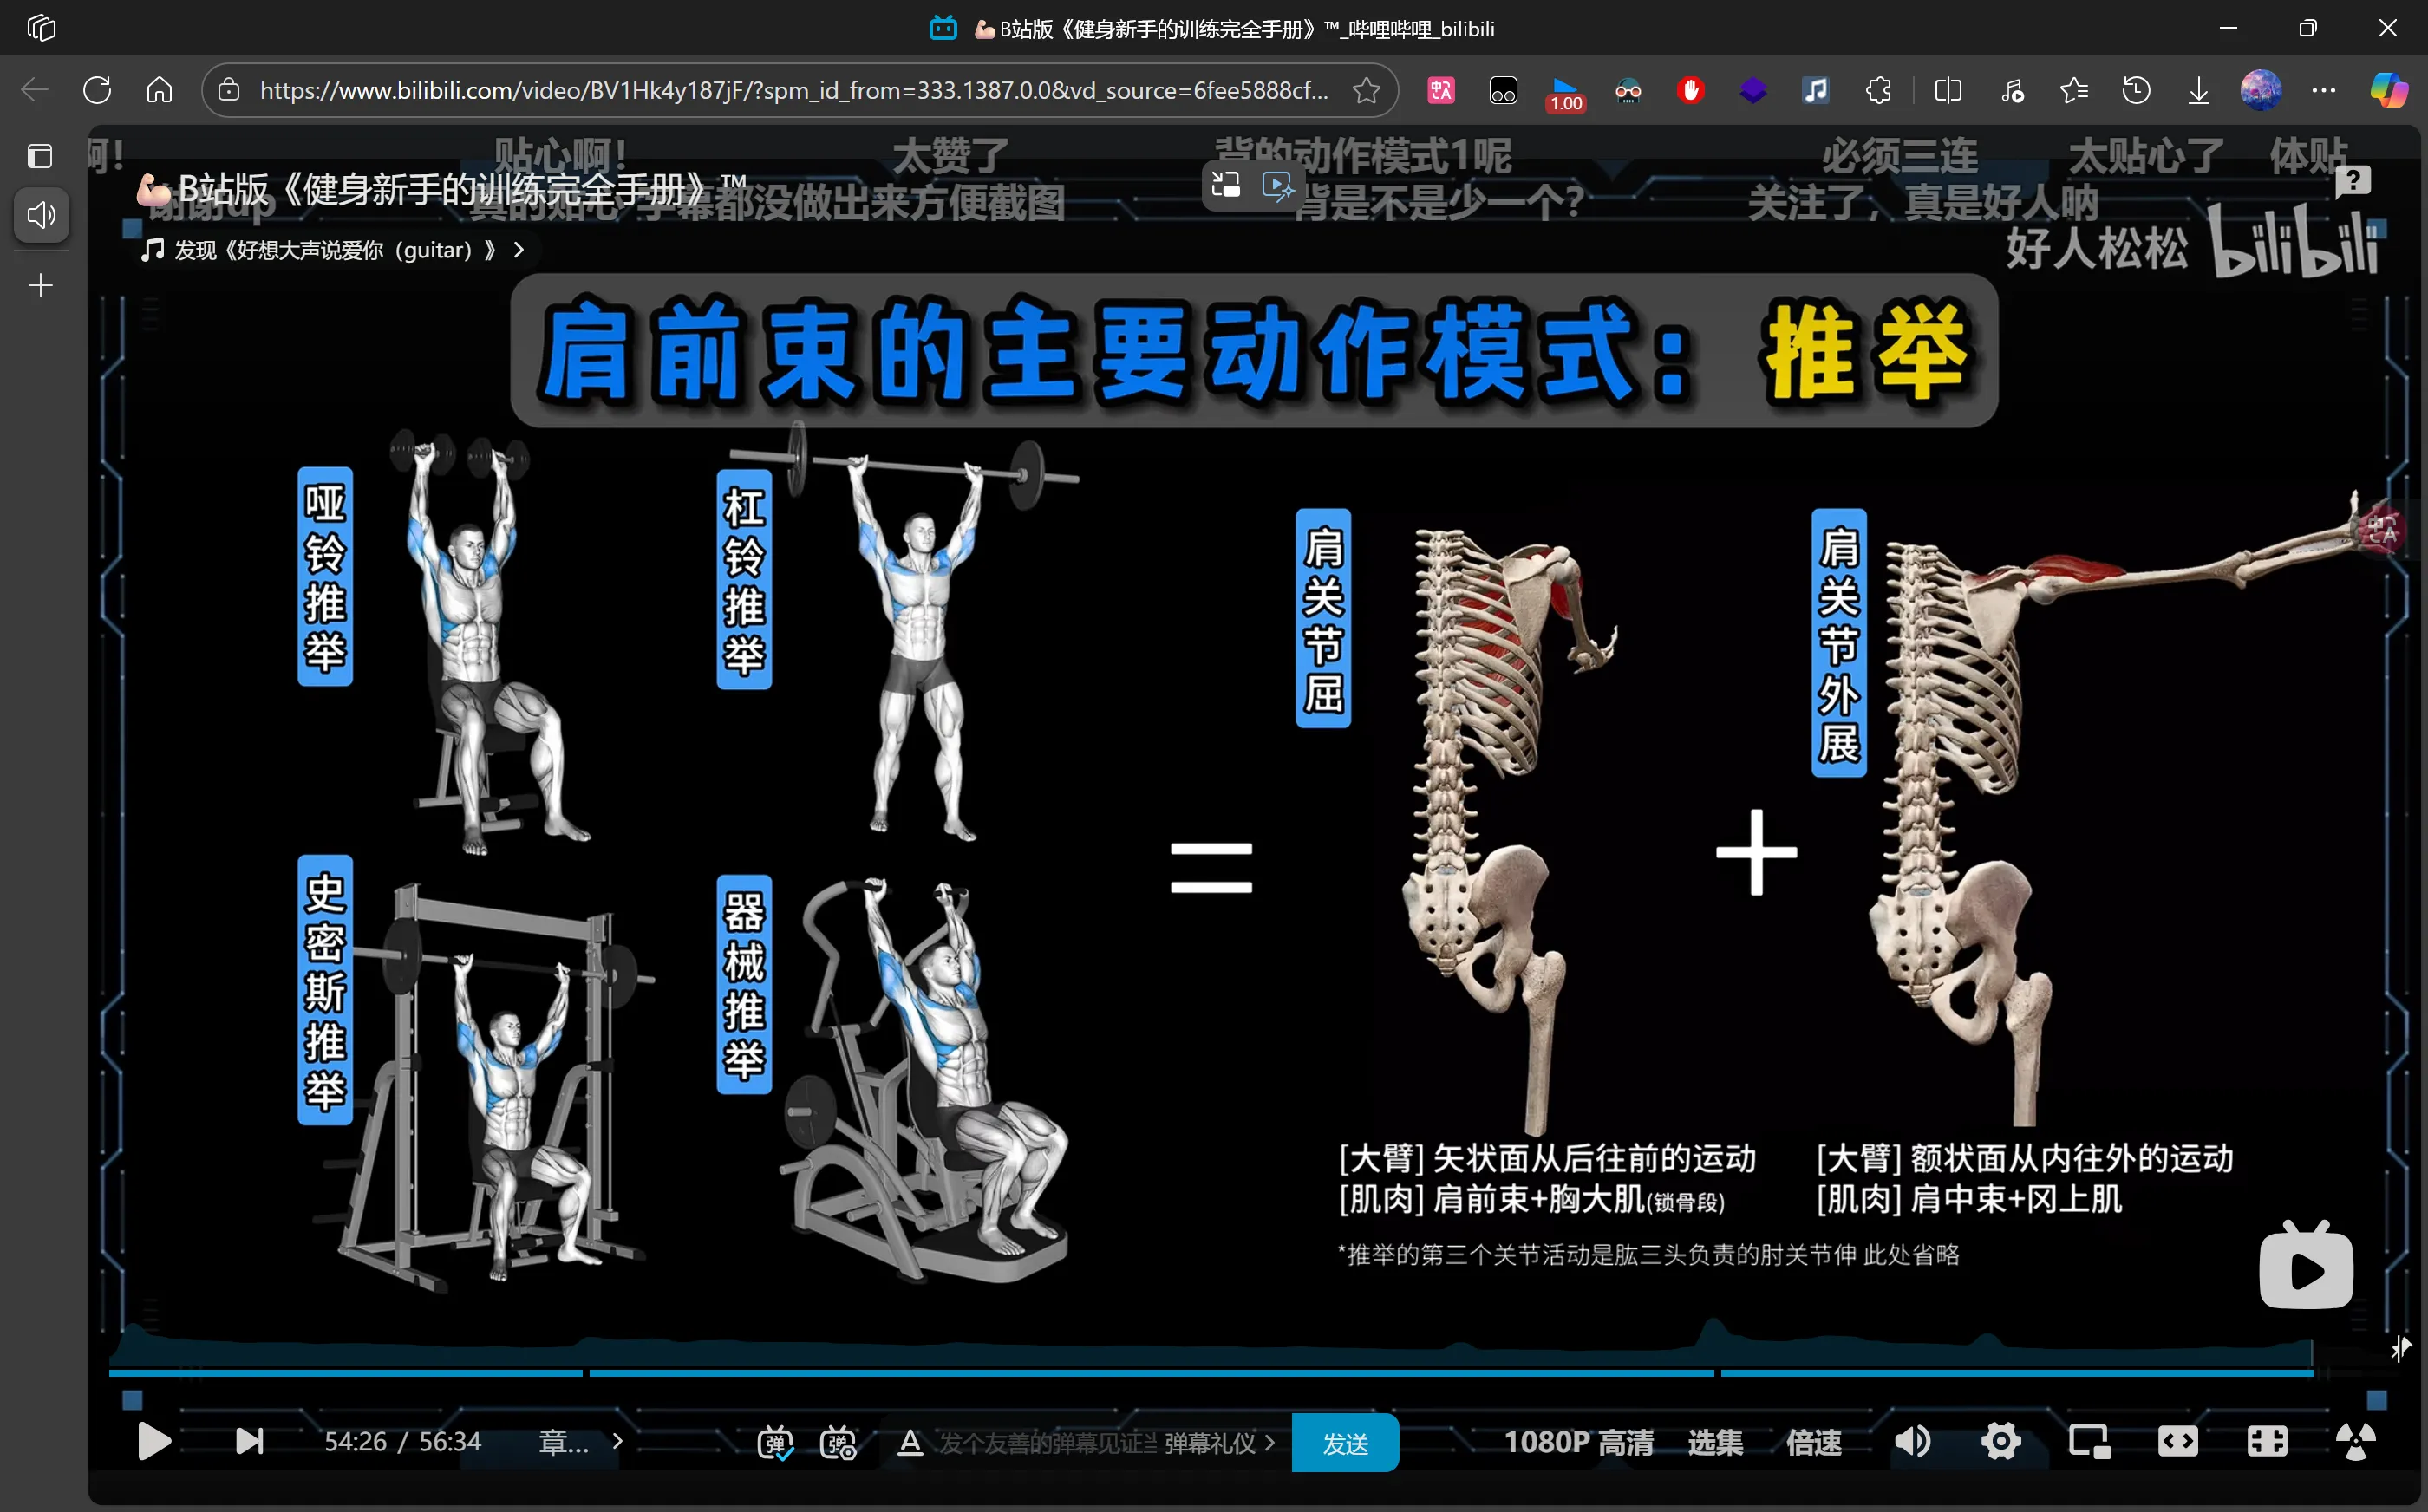 B站版《健身新手的训练完全手册》™_哔哩哔哩_bilibili
https://www.bilibili.com/video/BV1Hk4y187jF/?spm_id_from=333.1387.0.0&vd_source=6fee5888cf...
1.00
啊！
贴心啊！
太赞了
背的动作模式1呢
必须三连
太贴心了
体贴
B站版《健身新手的训练完全手册》™
谢谢up
真的贴心 字幕都没做出来方便截图
背是不是少一个？
关注了，真是好人呐
发现《好想大声说爱你（guitar）》 >
好人松松 bilibili
肩前束的主要动作模式：推举
哑铃推举
杠铃推举
肩关节屈
肩关节外展
史密斯推举
器械推举
=
+
[大臂] 矢状面从后往前的运动
[肌肉] 肩前束+胸大肌(锁骨段)
[大臂] 额状面从内往外的运动
[肌肉] 肩中束+冈上肌
*推举的第三个关节活动是肱三头负责的肘关节伸 此处省略
54:26 / 56:34
章... >
弹幕礼仪 >
发送
1080P 高清
选集
倍速